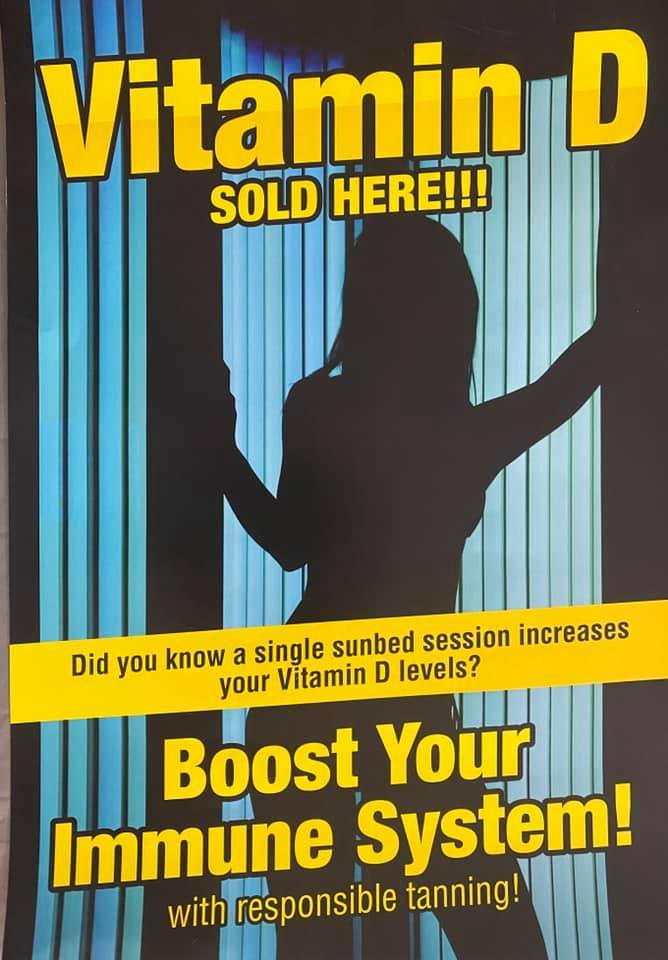 Vitamin D
SOLD HERE!!!
Did you know a single sunbed session increases
your Vitamin D levels?
Boost Your
Immune System!
with responsible tanning!